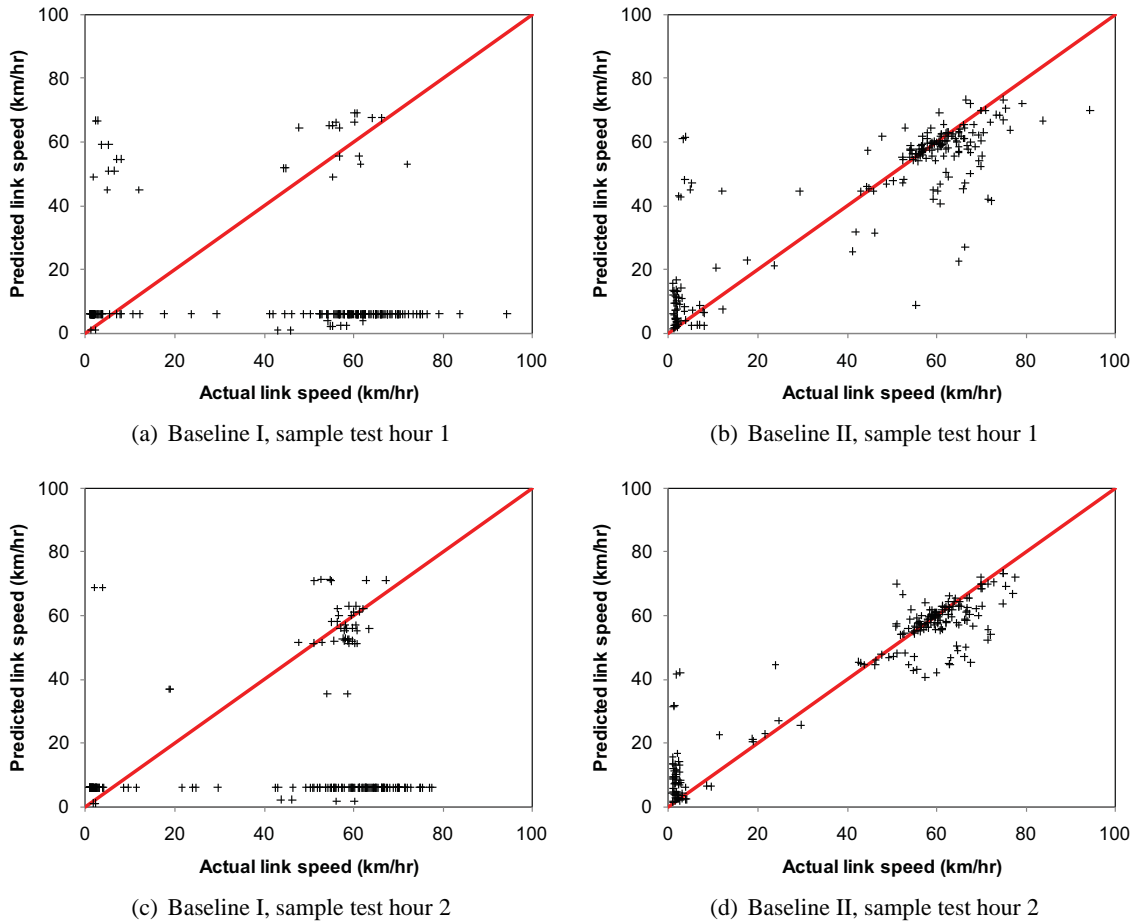 100
80
60
40
20
0
Predicted link speed (km/hr)
0 20 40 60 80 100
Actual link speed (km/hr)
(a) Baseline I, sample test hour 1
100
80
60
40
20
0
Predicted link speed (km/hr)
0 20 40 60 80 100
Actual link speed (km/hr)
(b) Baseline II, sample test hour 1
100
80
60
40
20
0
Predicted link speed (km/hr)
0 20 40 60 80 100
Actual link speed (km/hr)
(c) Baseline I, sample test hour 2
100
80
60
40
20
0
Predicted link speed (km/hr)
0 20 40 60 80 100
Actual link speed (km/hr)
(d) Baseline II, sample test hour 2